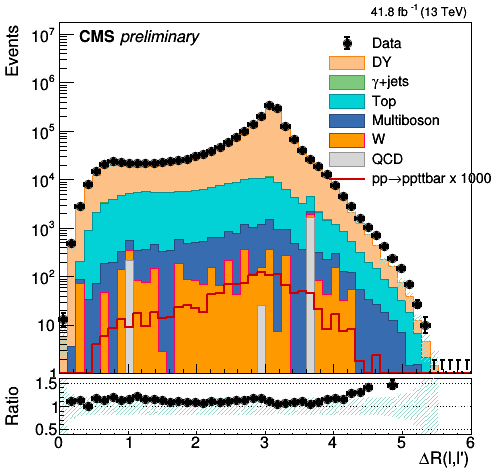 41.8 fb⁻¹ (13 TeV)
CMS preliminary
Events
10⁷
10⁶
10⁵
10⁴
10³
10²
10
1
Data
DY
γ+jets
Top
Multiboson
W
QCD
pp→ppttbar x 1000
Ratio
1.5
1
0.5
0 1 2 3 4 5 6
ΔR(l,l')